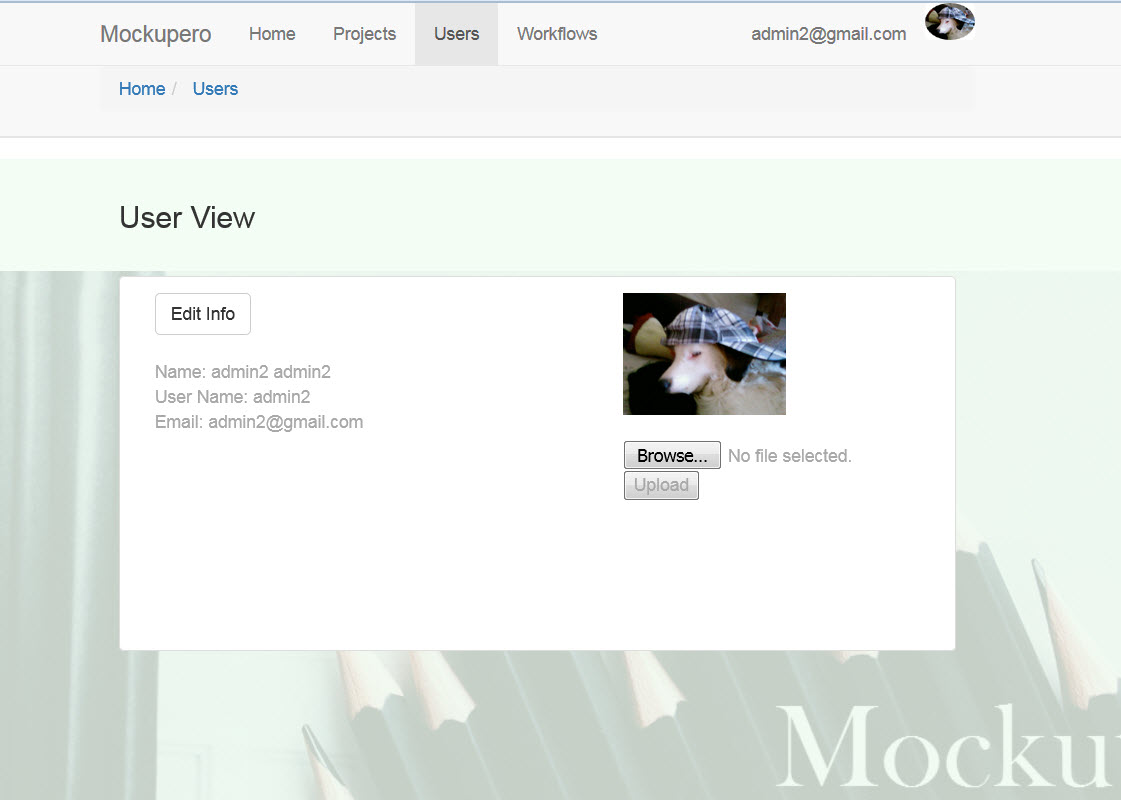 Mockupero Home Projects Users Workflows admin2@gmail.com
Home / Users
User View
Edit Info
Name: admin2 admin2
User Name: admin2
Email: admin2@gmail.com
Browse... No file selected.
Upload
Mocku